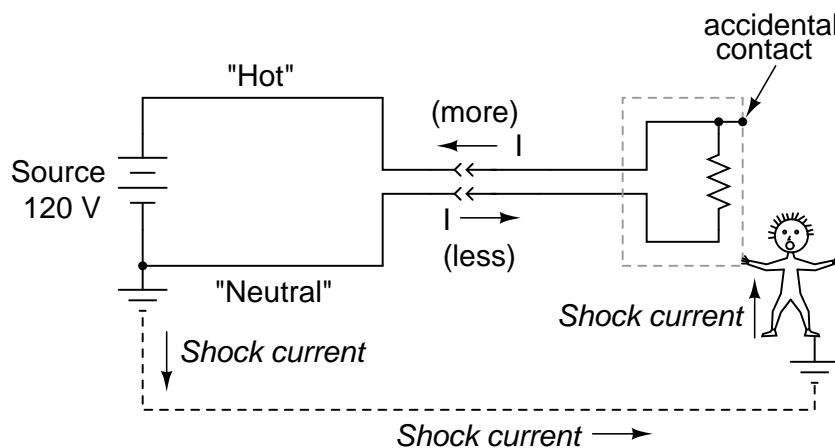 accidental
contact
"Hot"
(more)
I
Source
120 V
I
(less)
"Neutral"
Shock current
Shock current
Shock current